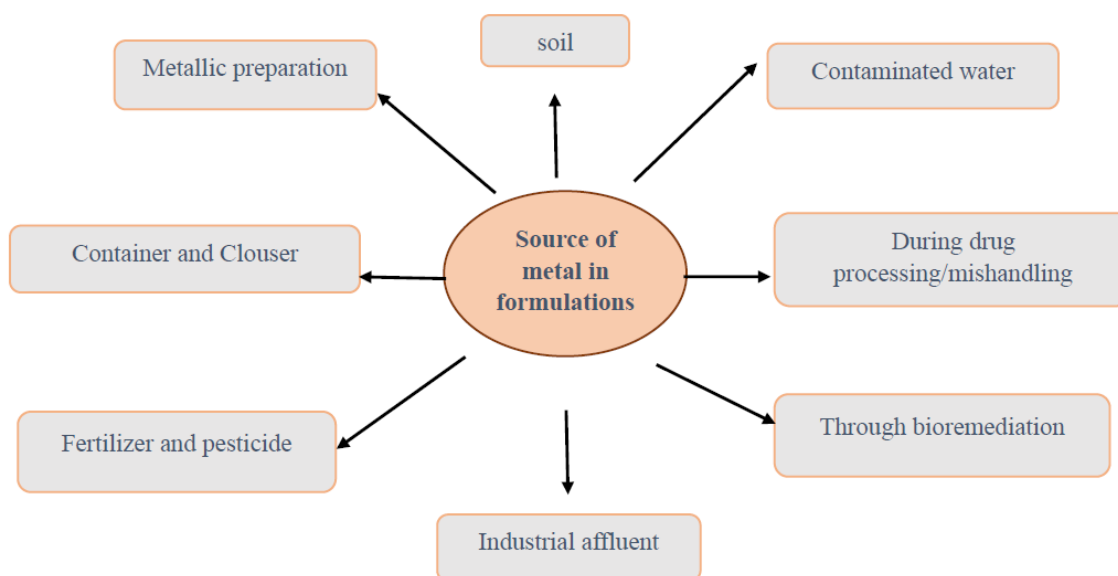 soil
Metallic preparation
Contaminated water
Container and Clouser
Source of
metal in
formulations
During drug
processing/mishandling
Fertilizer and pesticide
Through bioremediation
Industrial affluent